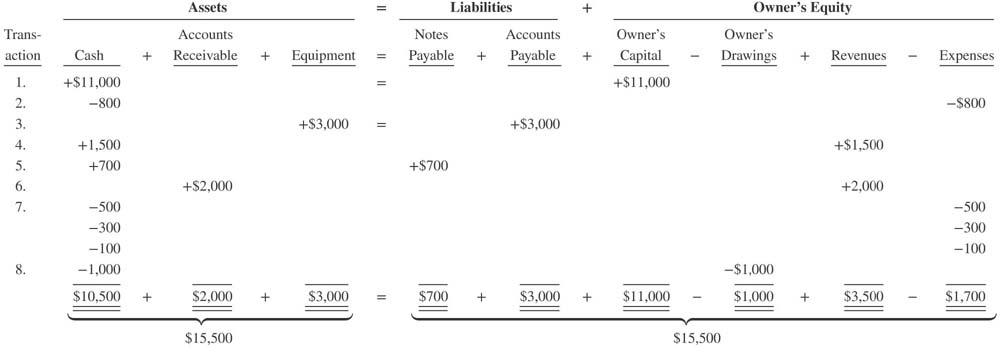 Assets = Liabilities + Owner's Equity
Trans- Accounts Notes Accounts Owner's Owner's
action Cash + Receivable + Equipment = Payable + Payable + Capital − Drawings + Revenues − Expenses
1. +$11,000 = +$11,000
2. −800 −$800
3. +$3,000 = +$3,000
4. +1,500 +$1,500
5. +700 +$700
6. +$2,000 +2,000
7. −500 −500
−300 −300
−100 −100
8. −1,000 −$1,000
$10,500 + $2,000 + $3,000 = $700 + $3,000 + $11,000 − $1,000 + $3,500 − $1,700
$15,500 $15,500